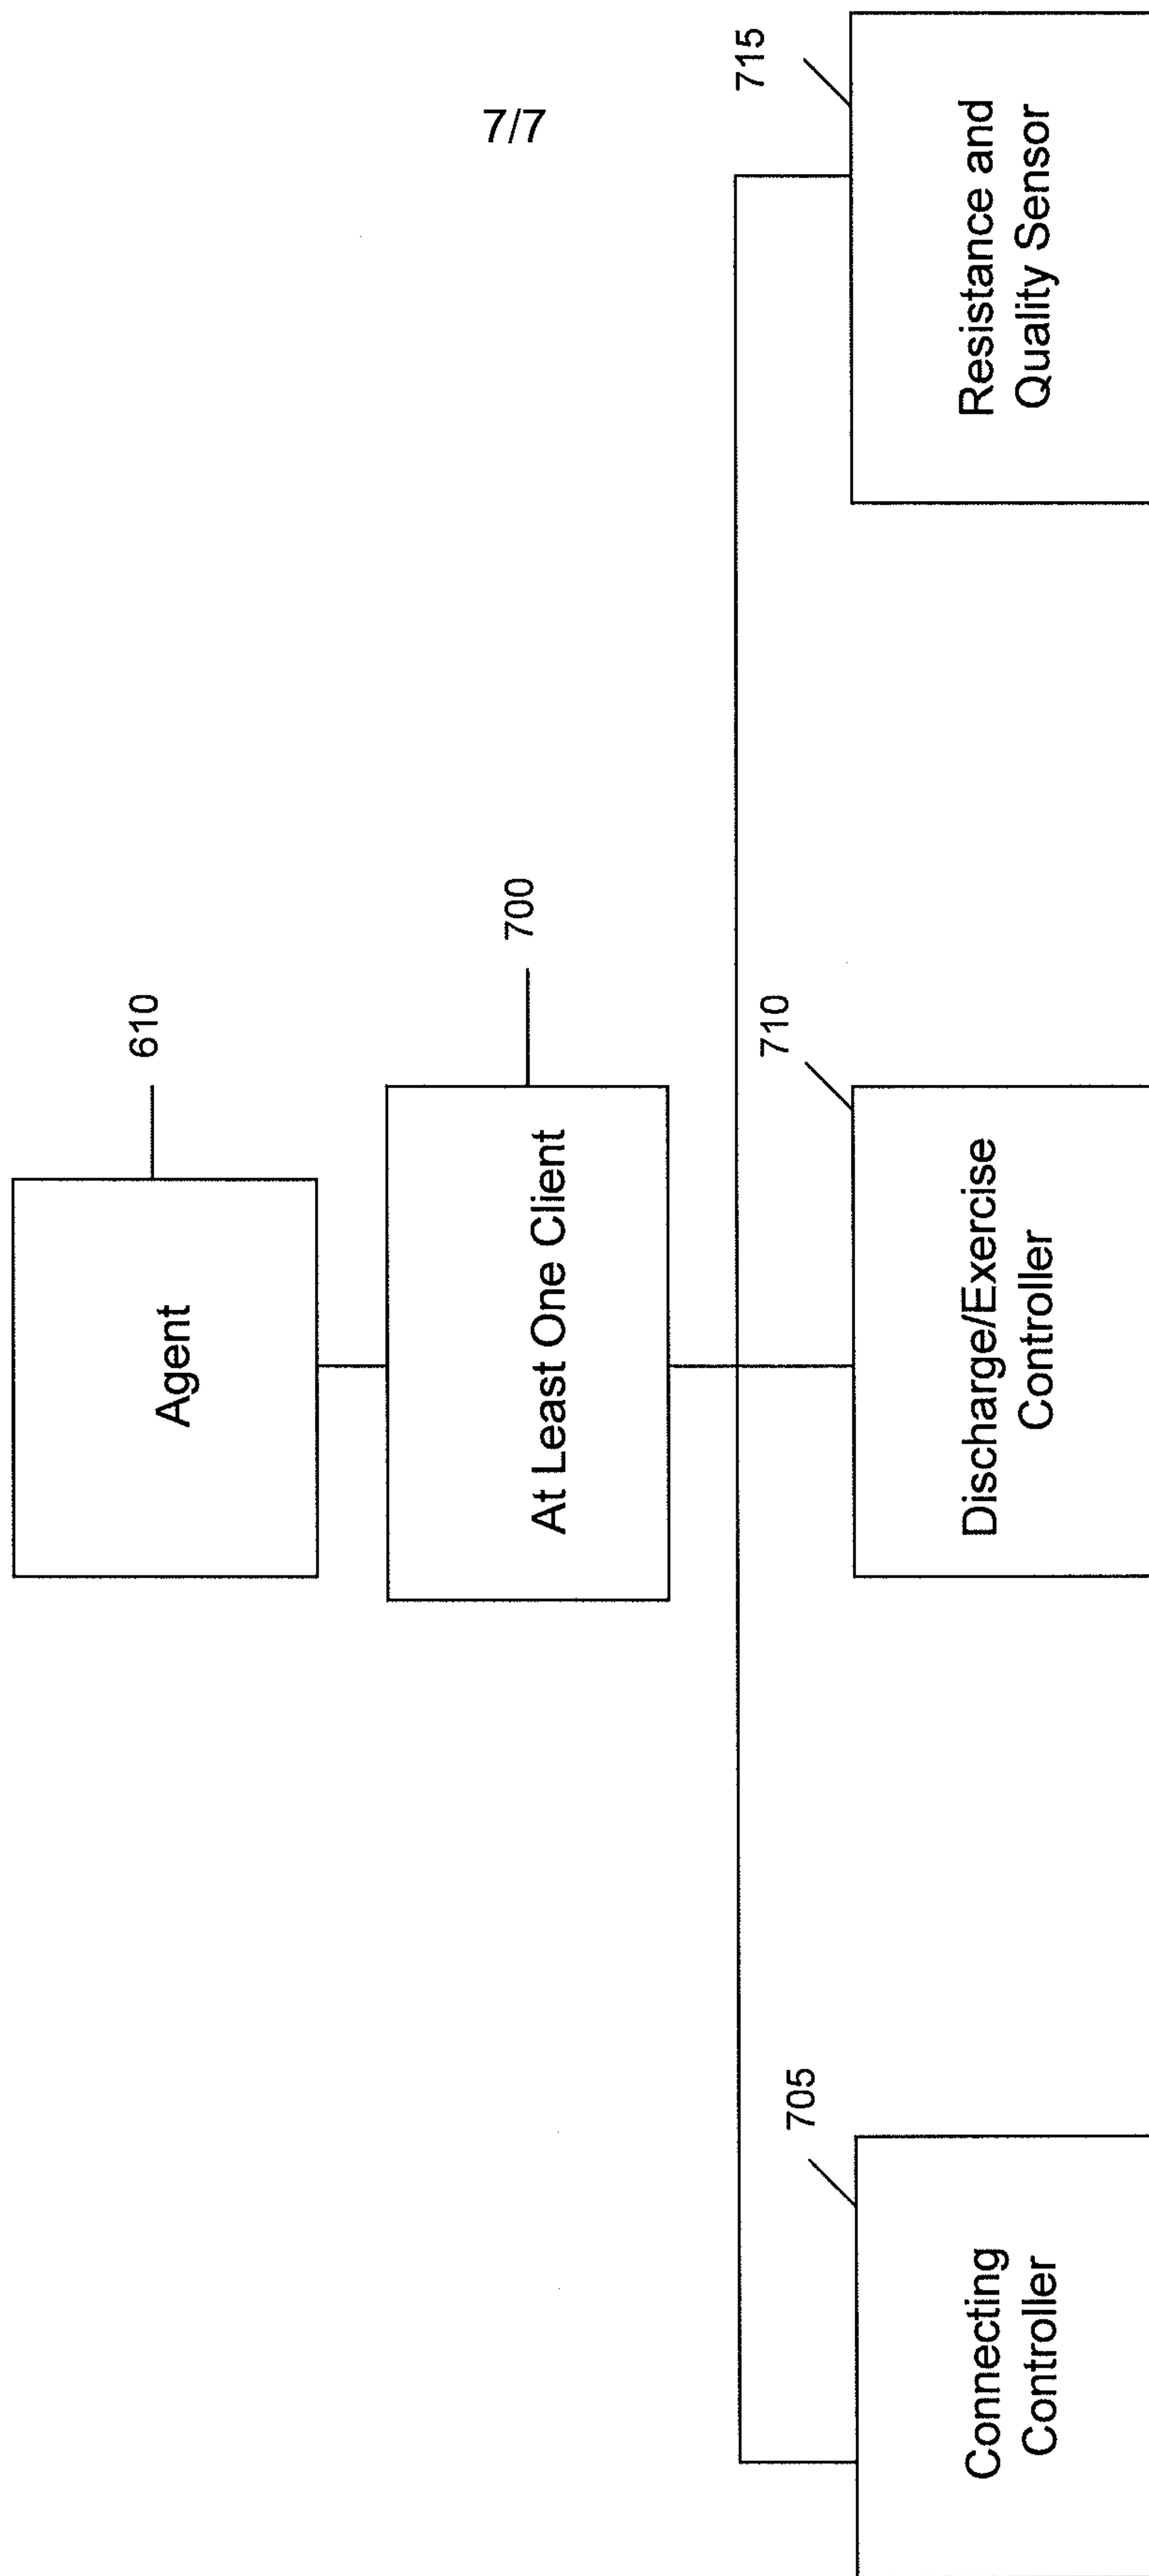 7/7
Agent
610
At Least One Client
700
Connecting
Controller
705
Discharge/Exercise
Controller
710
Resistance and
Quality Sensor
715